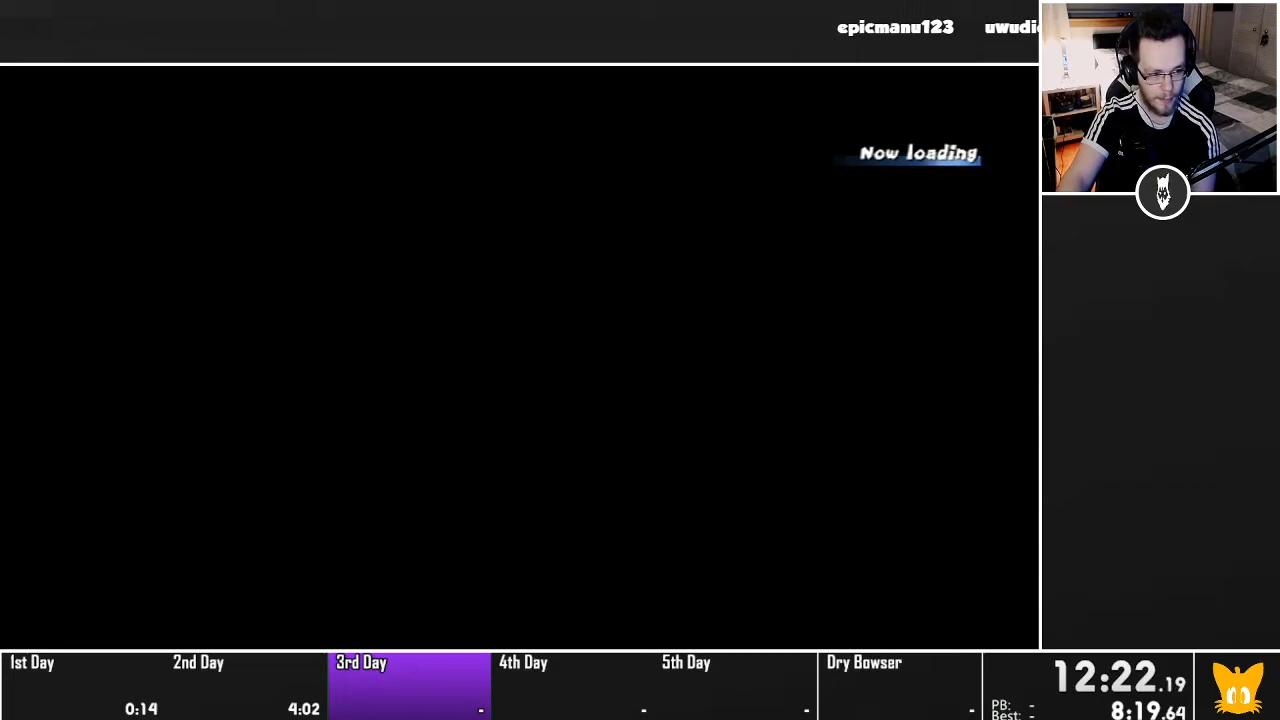 epicmanu123 uwudi
Now loading
1st Day 2nd Day 3rd Day 4th Day 5th Day Dry Bowser
0:14 4:02 - - - -
12:22.19
PB: -
Best: - 8:19.64